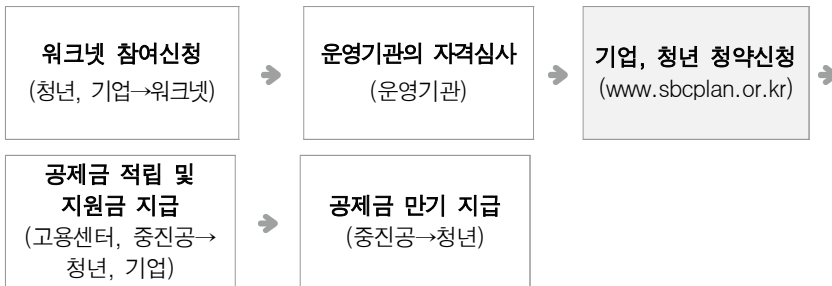 워크넷 참여신청
(청년, 기업→워크넷)
운영기관의 자격심사
(운영기관)
기업, 청년 청약신청
(www.sbcplan.or.kr)
공제금 적립 및
지원금 지급
(고용센터, 중진공→
청년, 기업)
공제금 만기 지급
(중진공→청년)